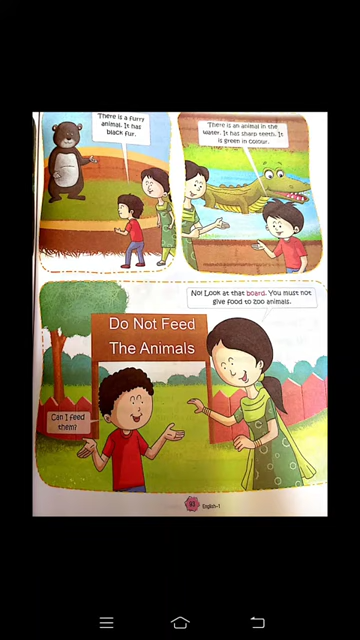 There is a furry
animal. It has
black fur.
There is an animal in the
water. It has sharp teeth. It
is green in colour.
No! Look at that board. You must not
give food to zoo animals.
Do Not Feed
The Animals
Can I feed
them?
93
English-1